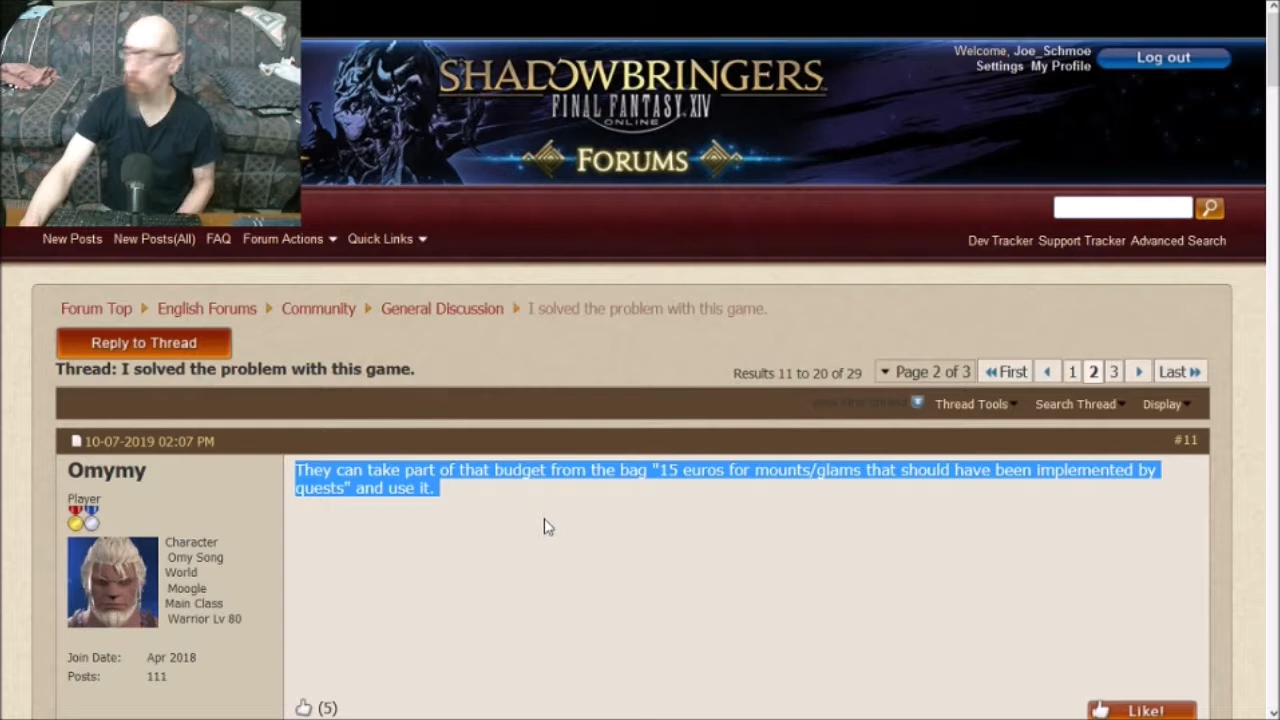 Welcome, Joe_Schmoe
Settings My Profile
Log out
SHADOWBRINGERS
FINAL FANTASY XIV
ONLINE
FORUMS
New Posts New Posts(All) FAQ Forum Actions Quick Links
Dev Tracker Support Tracker Advanced Search
Forum Top English Forums Community General Discussion I solved the problem with this game.
Reply to Thread
Thread: I solved the problem with this game.
Results 11 to 20 of 29
Page 2 of 3 First 1 2 3 Last
Thread Tools Search Thread Display
10-07-2019 02:07 PM
#11
Omymy
Player
Character
Omy Song
World
Moogle
Main Class
Warrior Lv 80
Join Date: Apr 2018
Posts: 111
They can take part of that budget from the bag "15 euros for mounts/glams that should have been implemented by
quests" and use it.
(5)
Like!